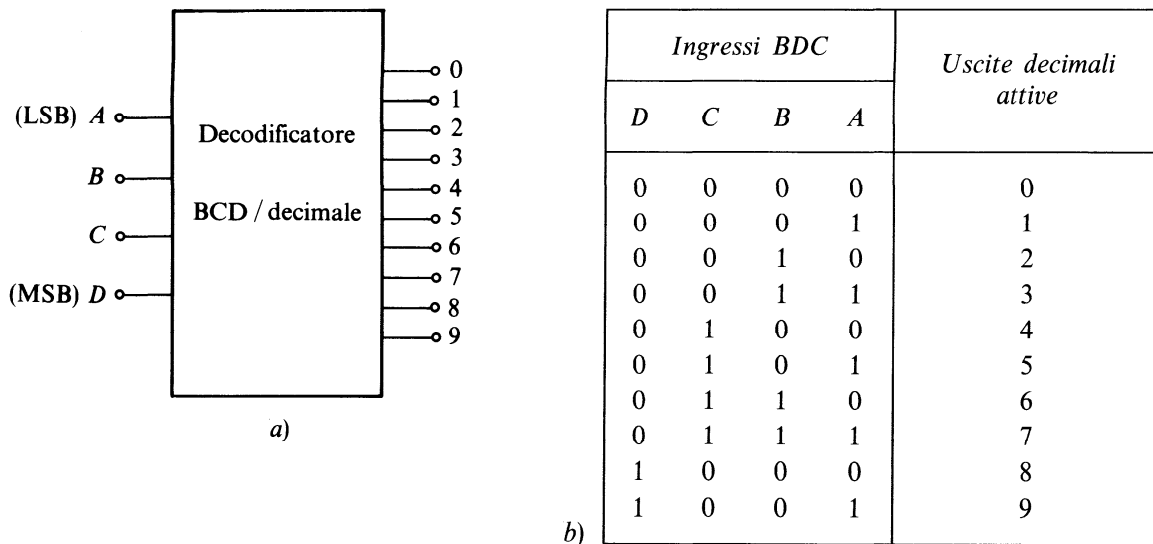 (LSB) A
B
C
(MSB) D
Decodificatore
BCD / decimale
0
1
2
3
4
5
6
7
8
9
a)
Ingressi BDC
Uscite decimali
attive
D C B A
0 0 0 0 0
0 0 0 1 1
0 0 1 0 2
0 0 1 1 3
0 1 0 0 4
0 1 0 1 5
0 1 1 0 6
0 1 1 1 7
1 0 0 0 8
1 0 0 1 9
b)